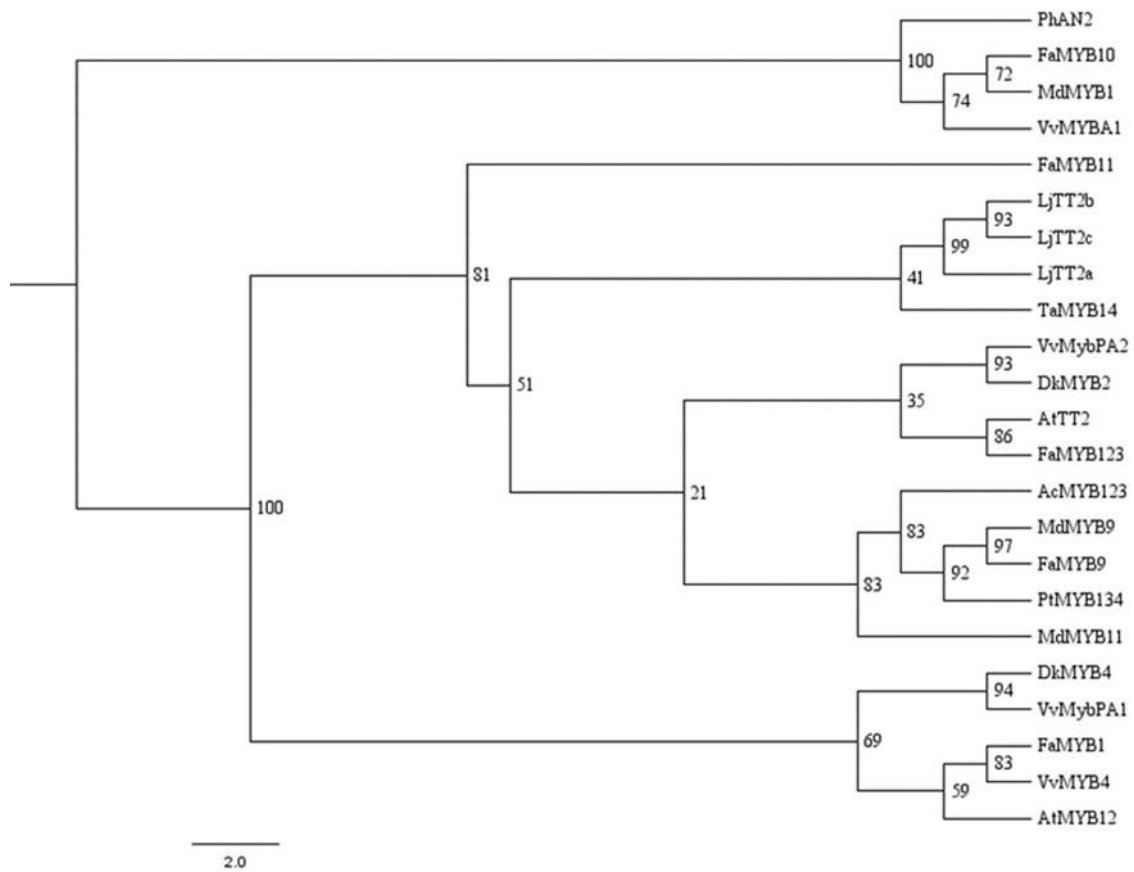 PhAN2
FaMYB10
100
72
MdMYB1
74
VvMYBA1
FaMYB11
LjTT2b
93
LjTT2c
99
LjTT2a
81
41
TaMYB14
VvMybPA2
93
DkMYB2
51
35
AtTT2
86
FaMYB123
AcMYB123
21
100
MdMYB9
83
97
FaMYB9
92
83
PtMYB134
MdMYB11
DkMYB4
94
VvMybPA1
69
FaMYB1
83
VvMYB4
59
AtMYB12
2.0